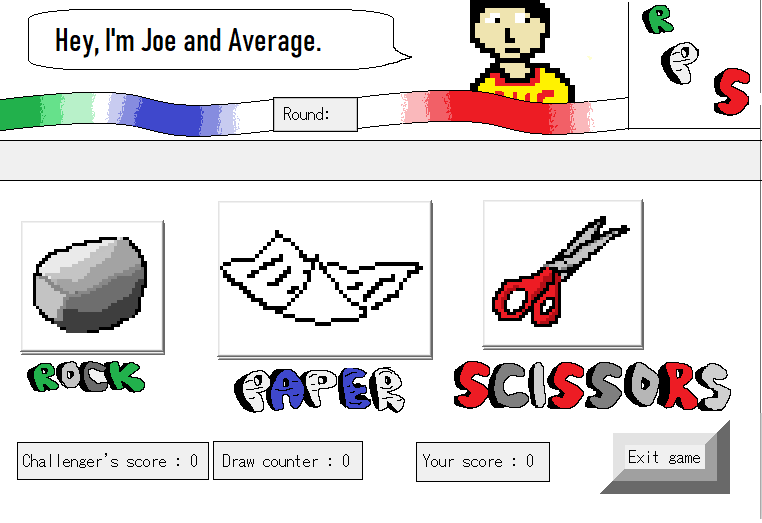 Hey, I'm Joe and Average.
R
P
S
Round:
ROCK
PAPER
SCISSORS
Challenger's score : 0
Draw counter : 0
Your score : 0
Exit game